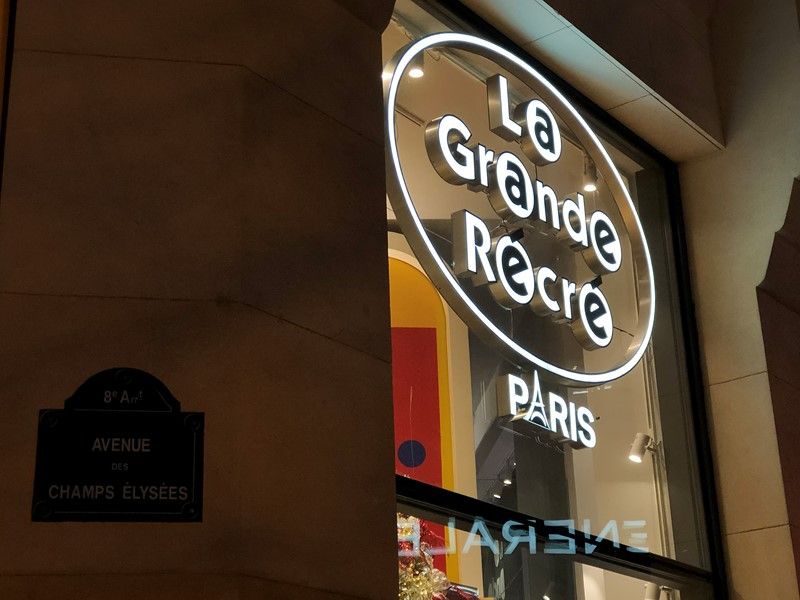 8e Arrt
AVENUE
DES
CHAMPS ÉLYSÉES
La
Grande
Récré
PARIS